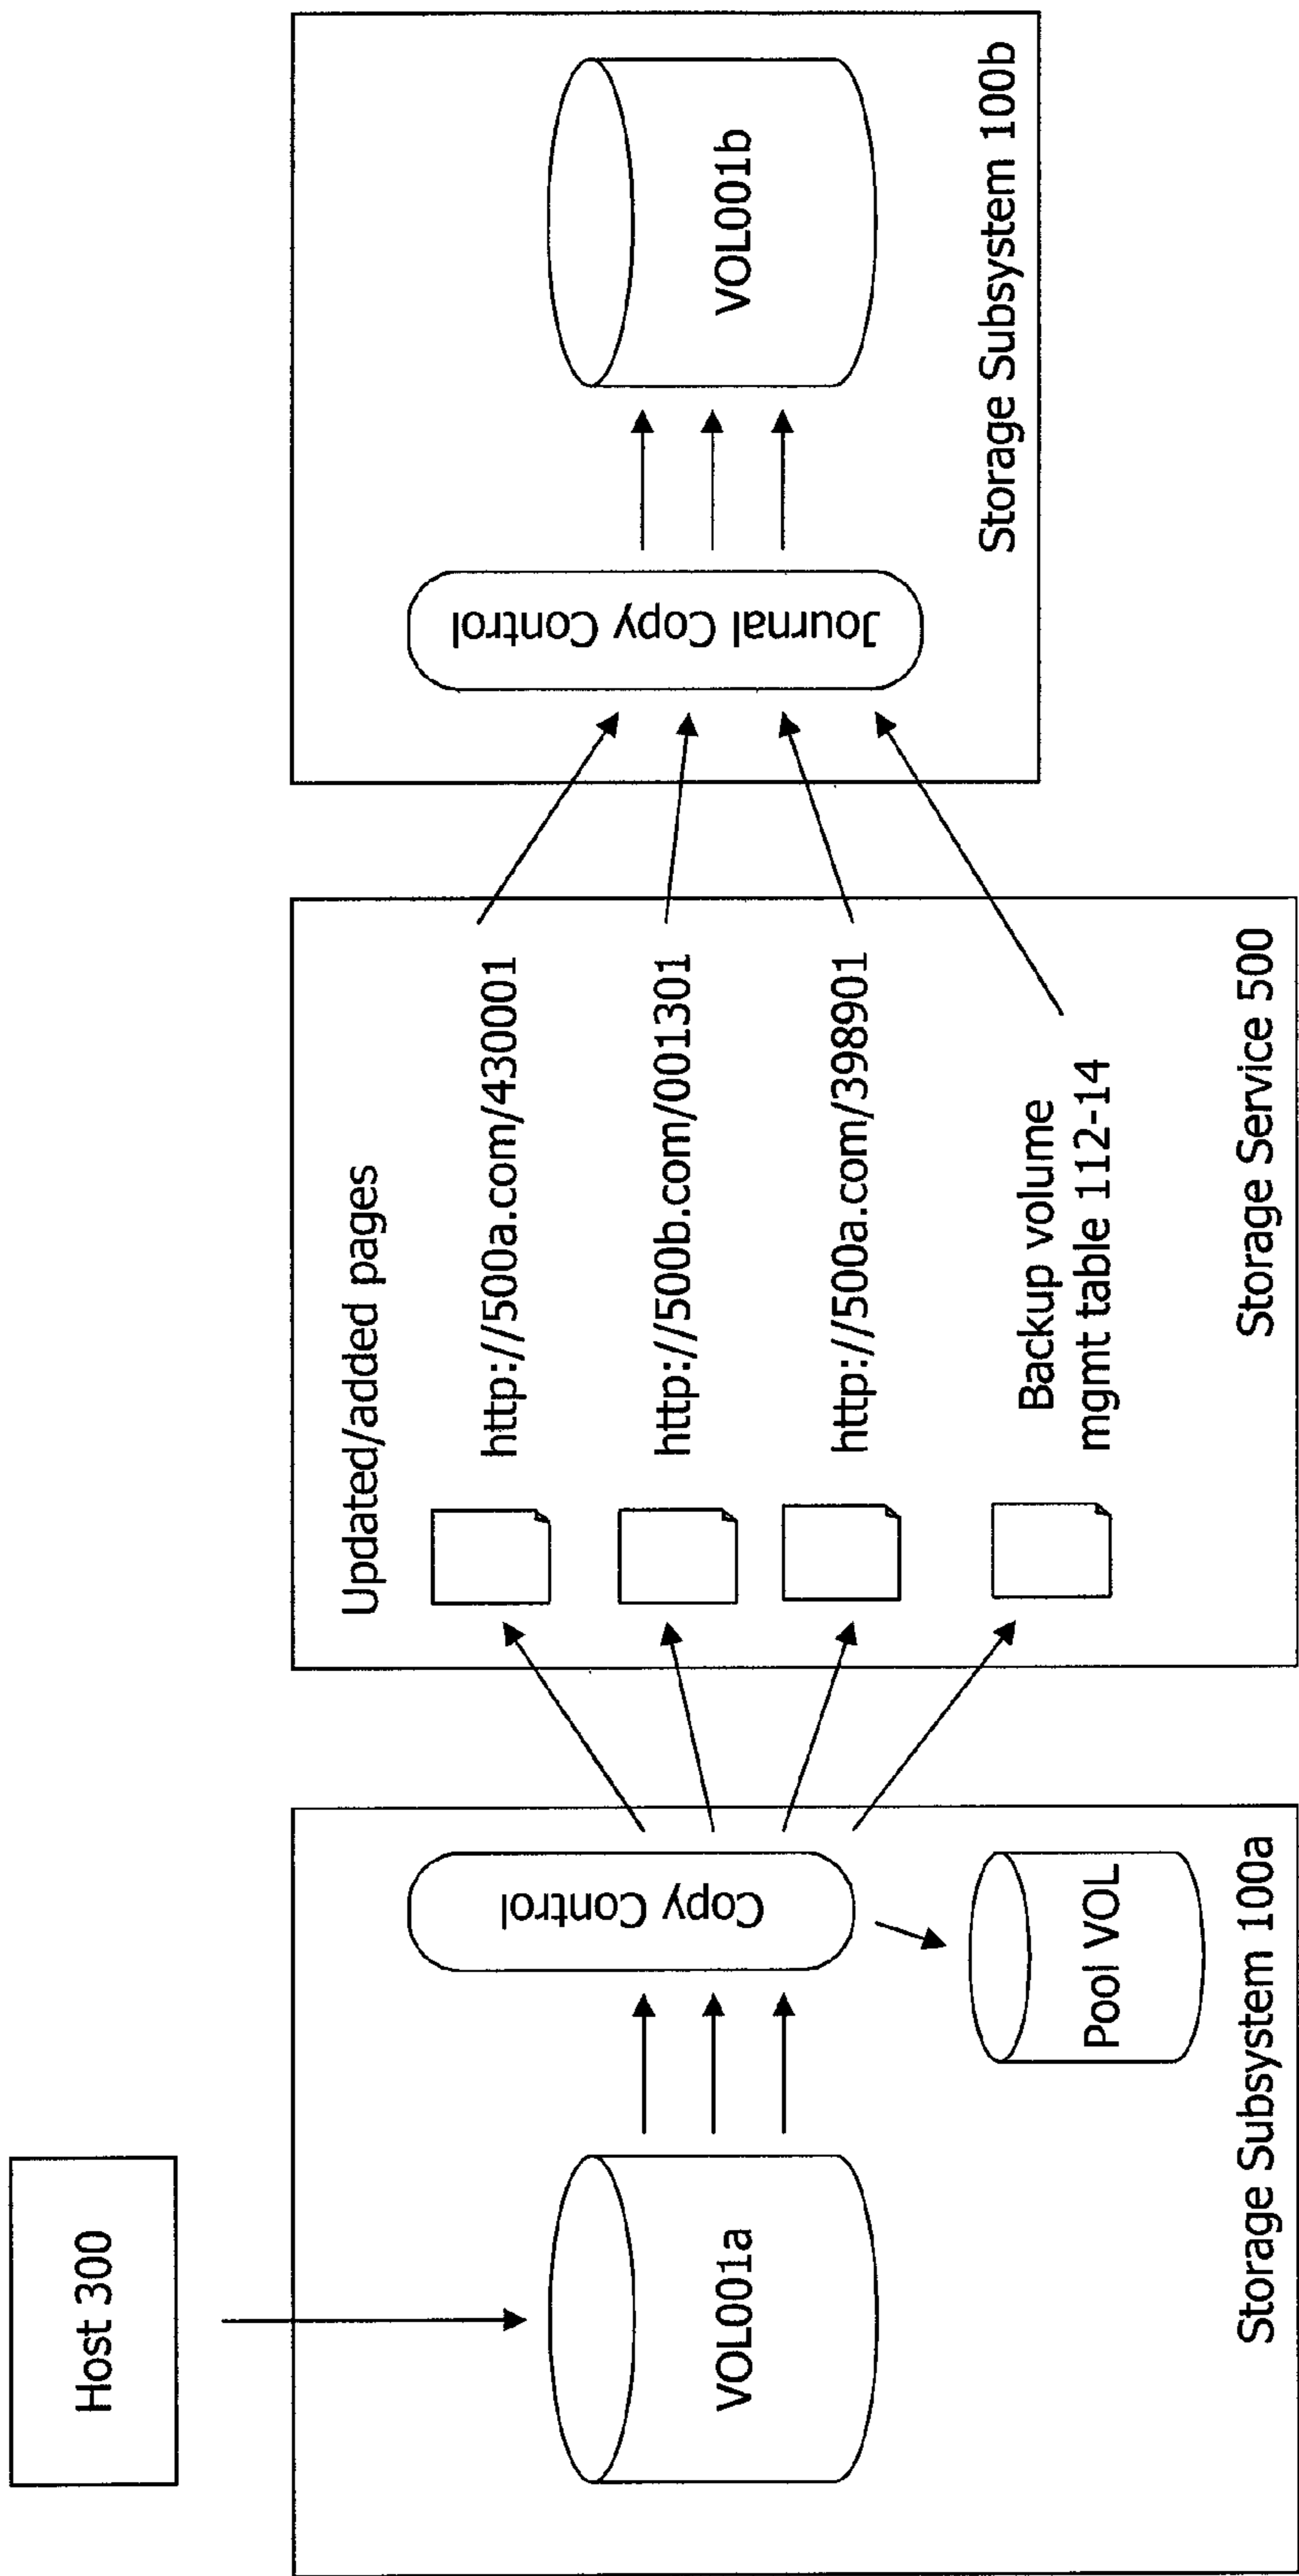 Host 300
VOL001a
Copy Control
Pool VOL
Storage Subsystem 100a
Updated/added pages
http://500a.com/430001
http://500b.com/001301
http://500a.com/398901
Backup volume
mgmt table 112-14
Storage Service 500
Journal Copy Control
VOL001b
Storage Subsystem 100b